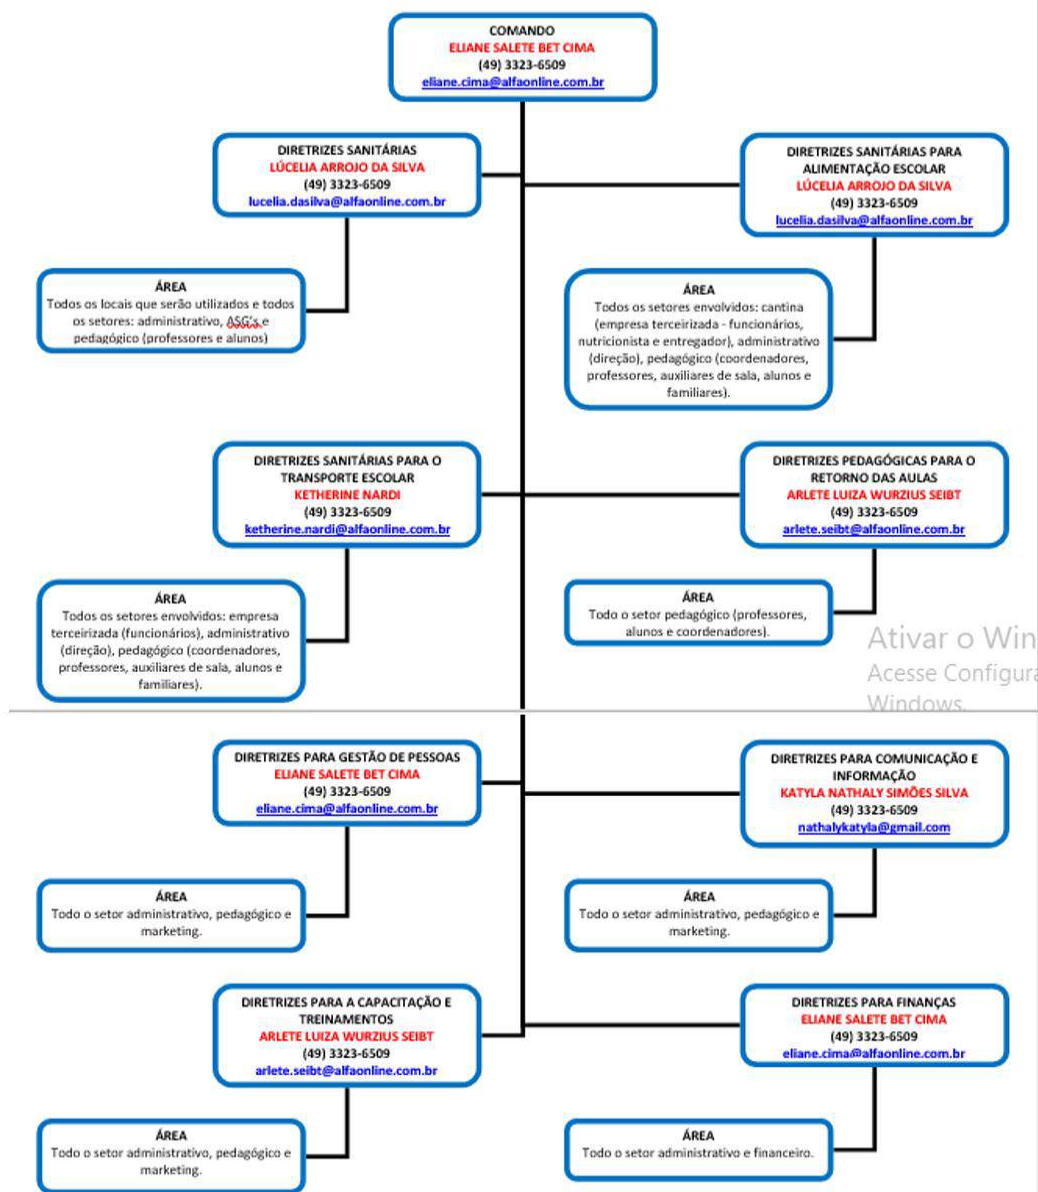 COMANDO
ELIANE SALETE BET CIMA
(49) 3323-6509
eliane.cima@alfaonline.com.br
DIRETRIZES SANITÁRIAS
LÚCELIA ARROJO DA SILVA
(49) 3323-6509
lucelia.dasilva@alfaonline.com.br
DIRETRIZES SANITÁRIAS PARA
ALIMENTAÇÃO ESCOLAR
LÚCELIA ARROJO DA SILVA
(49) 3323-6509
lucelia.dasilva@alfaonline.com.br
ÁREA
Todos os locais que serão utilizados e todos
os setores: administrativo, ASG's e
pedagógico (professores e alunos)
ÁREA
Todos os setores envolvidos: cantina
(empresa terceirizada - funcionários,
nutricionista e entregador), administrativo
(direção), pedagógico (coordenadores,
professores, auxiliares de sala, alunos e
familiares).
DIRETRIZES SANITÁRIAS PARA O
TRANSPORTE ESCOLAR
KETHERINE NARDI
(49) 3323-6509
ketherine.nardi@alfaonline.com.br
DIRETRIZES PEDAGÓGICAS PARA O
RETORNO DAS AULAS
ARLETE LUIZA WURZIUS SEIBT
(49) 3323-6509
arlete.seibt@alfaonline.com.br
ÁREA
Todos os setores envolvidos: empresa
terceirizada (funcionários), administrativo
(direção), pedagógico (coordenadores,
professores, auxiliares de sala, alunos e
familiares).
ÁREA
Todo o setor pedagógico (professores,
alunos e coordenadores).
Ativar o Win
Acesse Configura
Windows.
DIRETRIZES PARA GESTÃO DE PESSOAS
ELIANE SALETE BET CIMA
(49) 3323-6509
eliane.cima@alfaonline.com.br
DIRETRIZES PARA COMUNICAÇÃO E
INFORMAÇÃO
KATYLA NATHALY SIMÕES SILVA
(49) 3323-6509
nathalykatyla@gmail.com
ÁREA
Todo o setor administrativo, pedagógico e
marketing.
ÁREA
Todo o setor administrativo, pedagógico e
marketing.
DIRETRIZES PARA A CAPACITAÇÃO E
TREINAMENTOS
ARLETE LUIZA WURZIUS SEIBT
(49) 3323-6509
arlete.seibt@alfaonline.com.br
DIRETRIZES PARA FINANÇAS
ELIANE SALETE BET CIMA
(49) 3323-6509
eliane.cima@alfaonline.com.br
ÁREA
Todo o setor administrativo, pedagógico e
marketing.
ÁREA
Todo o setor administrativo e financeiro.